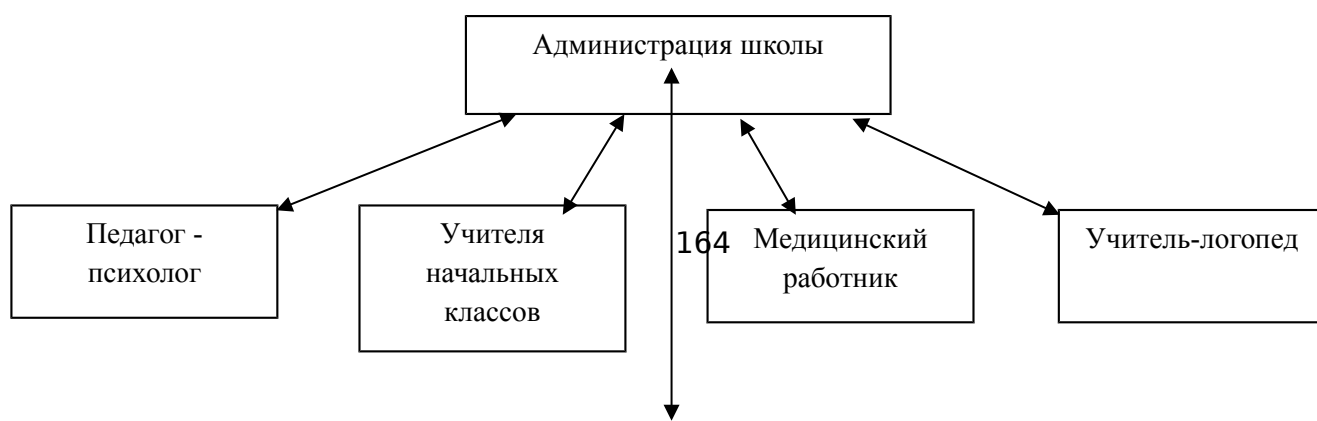 Администрация школы
Педагог -
психолог
Учителя
начальных
классов
164
Медицинский
работник
Учитель-логопед